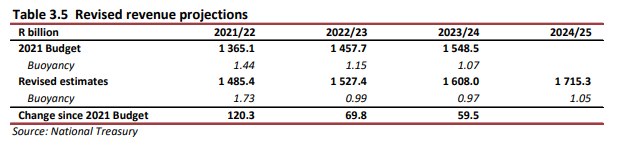 Table 3.5 Revised revenue projections
R billion 2021/22 2022/23 2023/24 2024/25
2021 Budget 1 365.1 1 457.7 1 548.5
Buoyancy 1.44 1.15 1.07
Revised estimates 1 485.4 1 527.4 1 608.0 1 715.3
Buoyancy 1.73 0.99 0.97 1.05
Change since 2021 Budget 120.3 69.8 59.5
Source: National Treasury